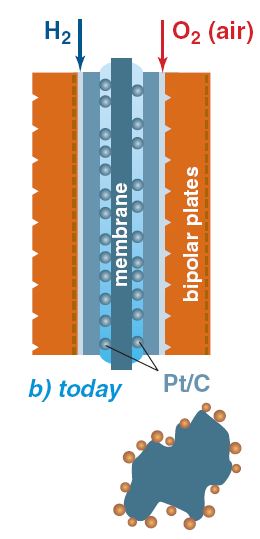 H2
O2 (air)
membrane
bipolar plates
b) today
Pt/C